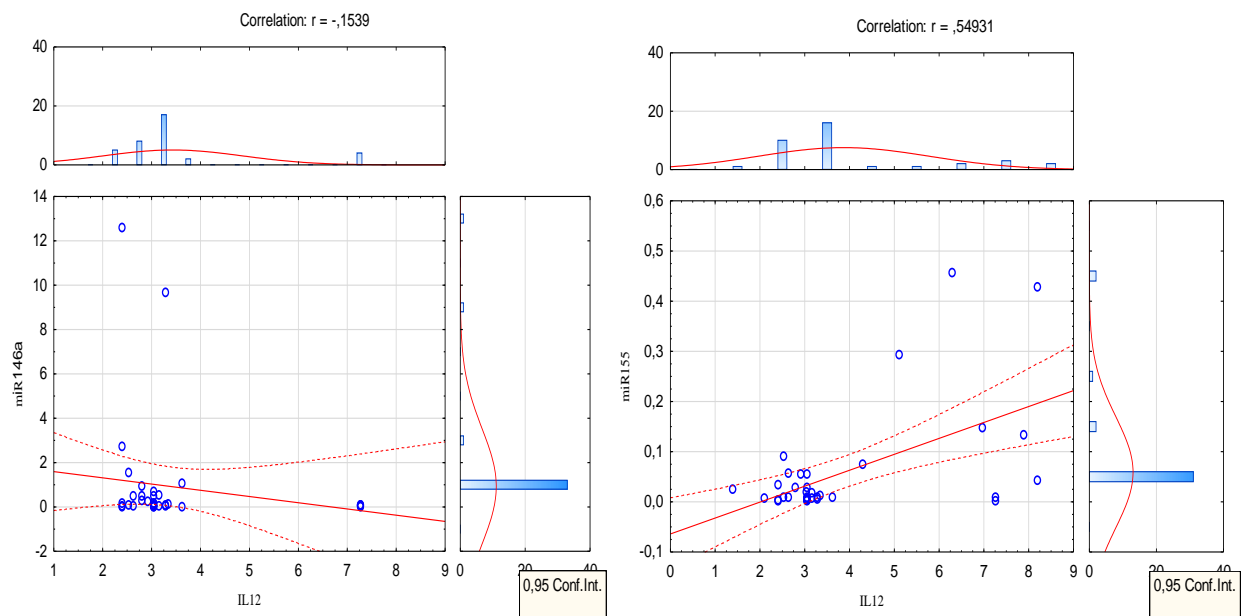 Correlation: r = -,1539
40
20
0
14
12
10
8
6
4
2
0
-2
miR146a
1 2 3 4 5 6 7 8 9
IL12
0 20 40
0,95 Conf.Int.
Correlation: r = ,54931
40
20
0
0,6
0,5
0,4
0,3
0,2
0,1
0,0
-0,1
miR155
0 1 2 3 4 5 6 7 8 9
IL12
0 20 40
0,95 Conf.Int.